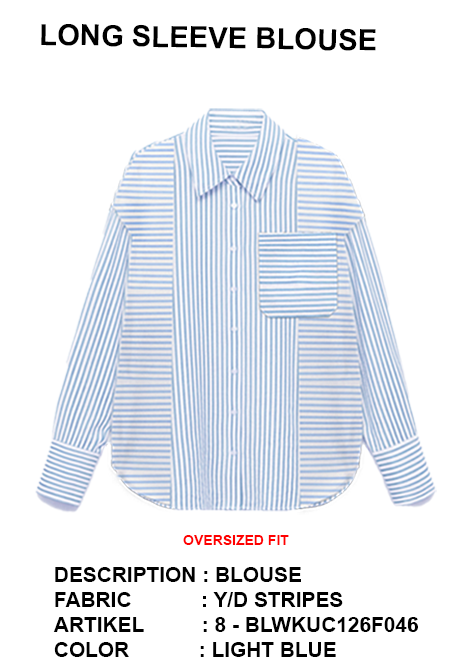 LONG SLEEVE BLOUSE
OVERSIZED FIT
DESCRIPTION : BLOUSE
FABRIC : Y/D STRIPES
ARTIKEL : 8 - BLWKUC126F046
COLOR : LIGHT BLUE